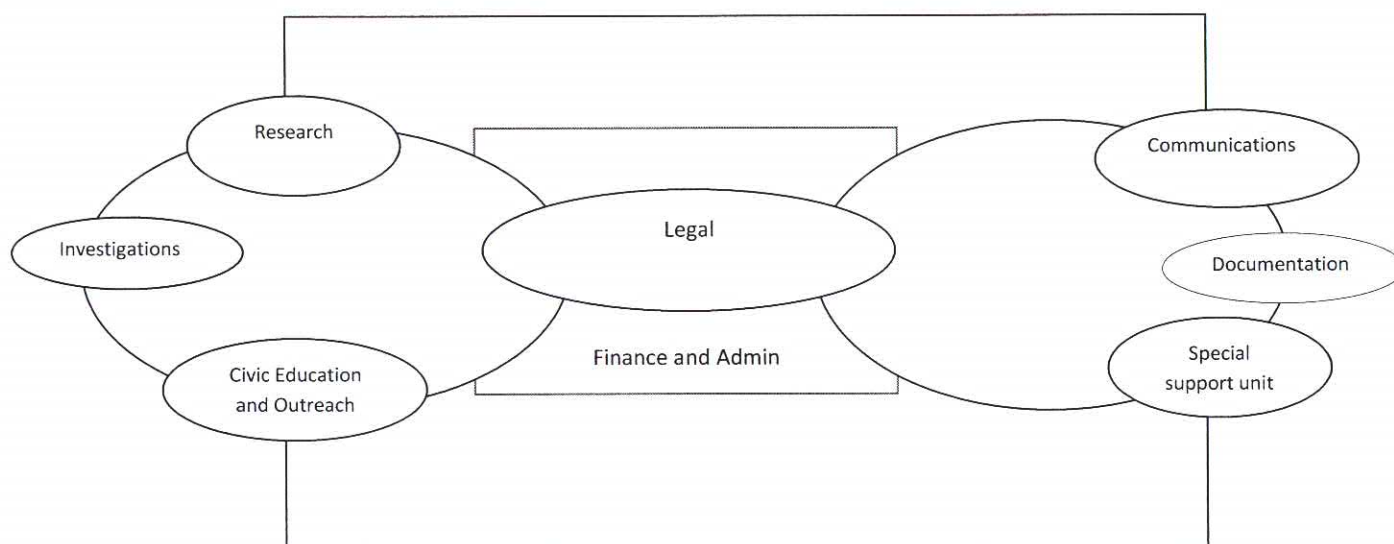 Research
Communications
Legal
Investigations
Documentation
Finance and Admin
Civic Education
and Outreach
Special
support unit